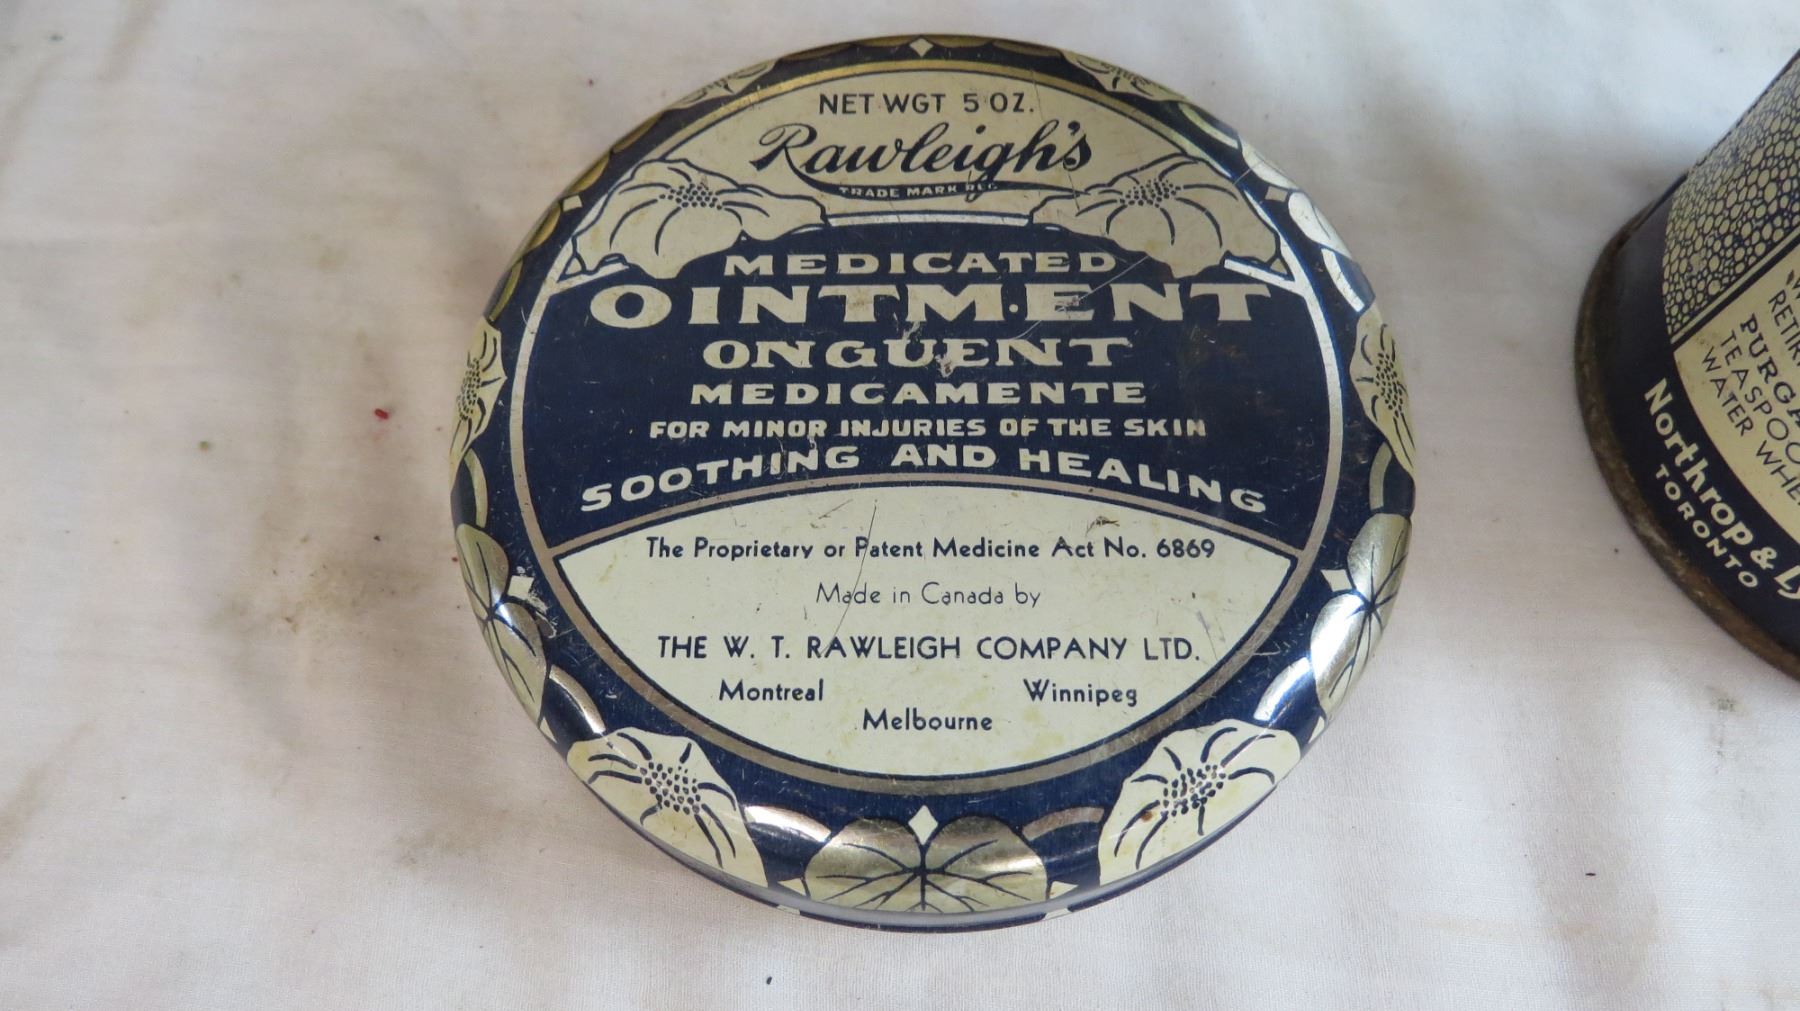 NET WGT 5 OZ.
Rawleigh's
TRADE MARK REG
MEDICATED
OINTMENT
ONGUENT
MEDICAMENTE
FOR MINOR INJURIES OF THE SKIN
SOOTHING AND HEALING
The Proprietary or Patent Medicine Act No. 6869
Made in Canada by
THE W. T. RAWLEIGH COMPANY LTD.
Montreal Winnipeg
Melbourne
PURGA
TEASPOO
WATER WHE
Northrop &
TORONTO